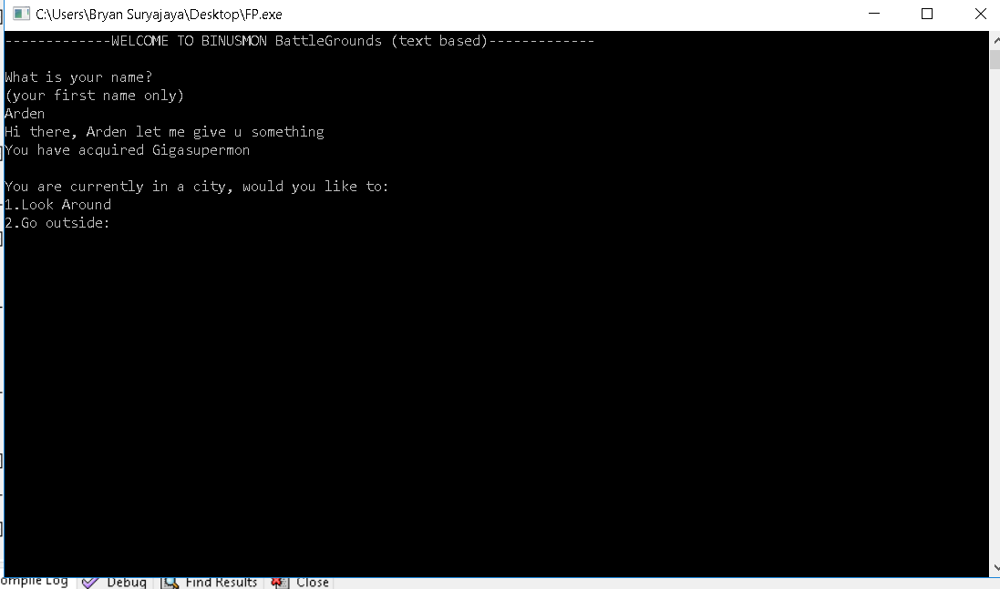 C:\Users\Bryan Suryajaya\Desktop\FP.exe
-------------WELCOME TO BINUSMON BattleGrounds (text based)-------------
What is your name?
(your first name only)
Arden
Hi there, Arden let me give u something
You have acquired Gigasupermon
You are currently in a city, would you like to:
1.Look Around
2.Go outside:
ompile Log Debug Find Results Close